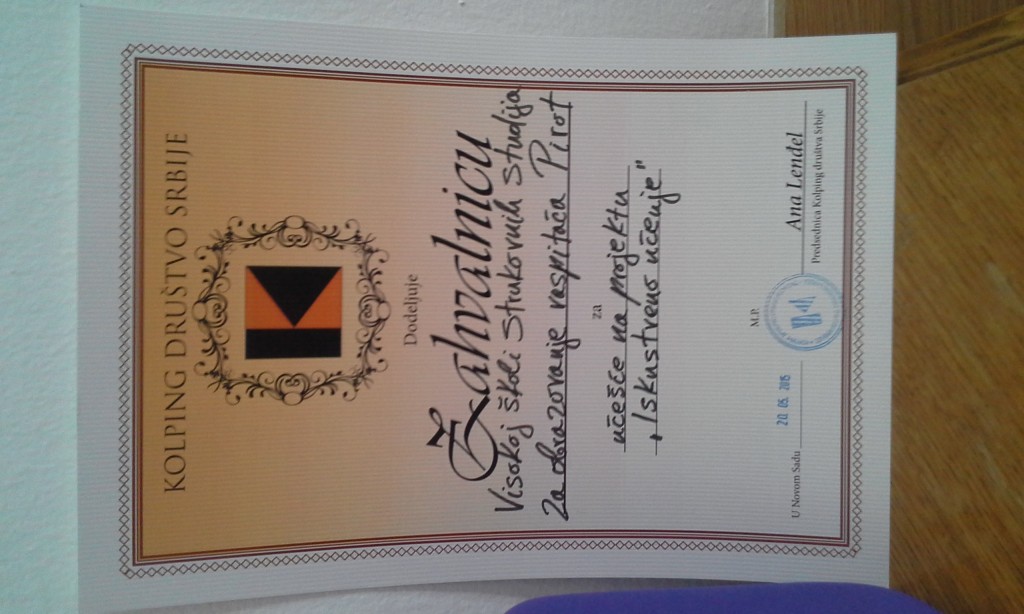 KOLPING DRUŠTVO SRBIJE
K
Dodeljuje
Zahvalnicu
Visokoj školi Strukovnih Studija
Za obrazovanje vaspitača Pirot
za
učešće na projektu
"Iskustveno učenje"
M.P.
U Novom Sadu 20. 05. 2015
Ana Lendel
Predsednica Kolping društva Srbije